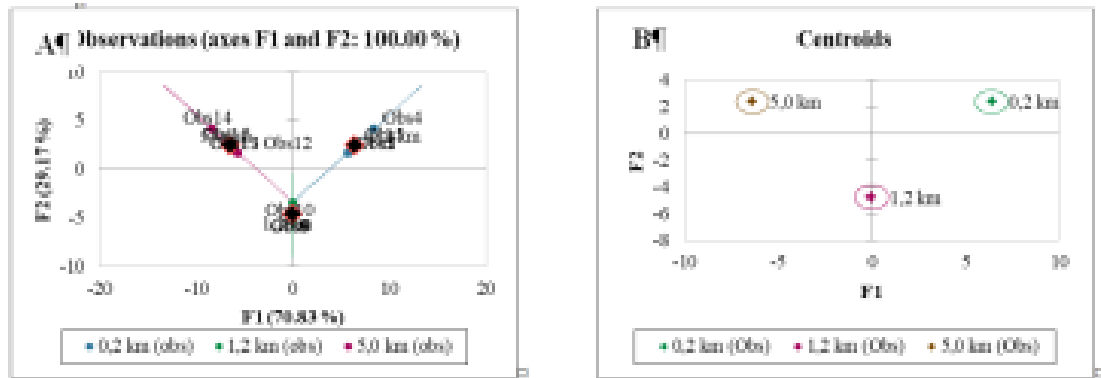 A¶ Observations (axes F1 and F2: 100.00 %)
10
5
0
-5
-10
-20 -10 0 10 20
F2 (29.17 %)
Obs14
Obs12
Obs4
F1 (70.83 %)
0,2 km (obs) 1,2 km (obs) 5,0 km (obs)
B¶ Centroids
4
2
0
-2
-4
-6
-8
-10 -5 0 5 10
F2
5,0 km
0,2 km
1,2 km
F1
0,2 km (Obs) 1,2 km (Obs) 5,0 km (Obs)